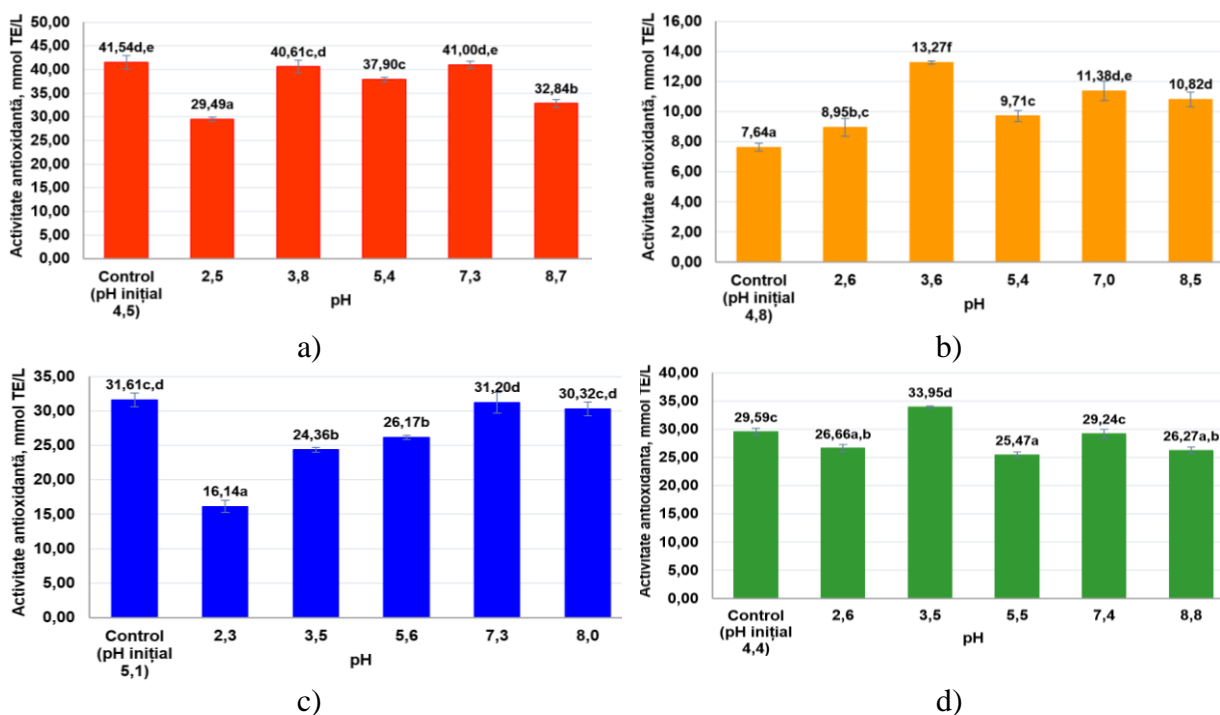 Activitate antioxidantă, mmol TE/L
50,00
45,00
40,00
35,00
30,00
25,00
20,00
15,00
10,00
5,00
0,00
41,54d,e
29,49a
40,61c,d
37,90c
41,00d,e
32,84b
Control (pH inițial 4,5)
2,5
3,8
5,4
7,3
8,7
pH
a)
Activitate antioxidantă, mmol TE/L
16,00
14,00
12,00
10,00
8,00
6,00
4,00
2,00
0,00
7,64a
8,95b,c
13,27f
9,71c
11,38d,e
10,82d
Control (pH inițial 4,8)
2,6
3,6
5,4
7,0
8,5
pH
b)
Activitate antioxidantă, mmol TE/L
35,00
30,00
25,00
20,00
15,00
10,00
5,00
0,00
31,61c,d
16,14a
24,36b
26,17b
31,20d
30,32c,d
Control (pH inițial 5,1)
2,3
3,5
5,6
7,3
8,0
pH
c)
Activitate antioxidanta, mmol TE/L
40,00
35,00
30,00
25,00
20,00
15,00
10,00
5,00
0,00
29,59c
26,66a,b
33,95d
25,47a
29,24c
26,27a,b
Control (pH inițial 4,4)
2,6
3,5
5,5
7,4
8,8
pH
d)